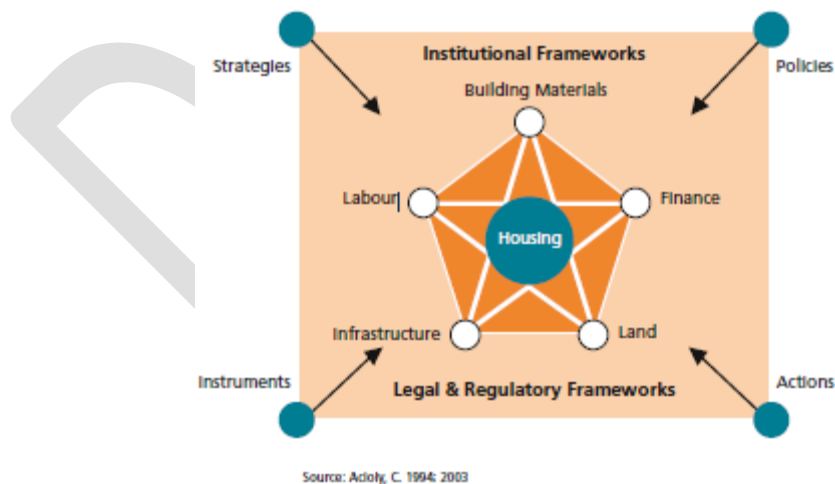 Institutional Frameworks
Strategies
Policies
Building Materials
Labour
Finance
Housing
Infrastructure
Land
Instruments
Legal & Regulatory Frameworks
Actions
Source: Acioly, C. 1994; 2003